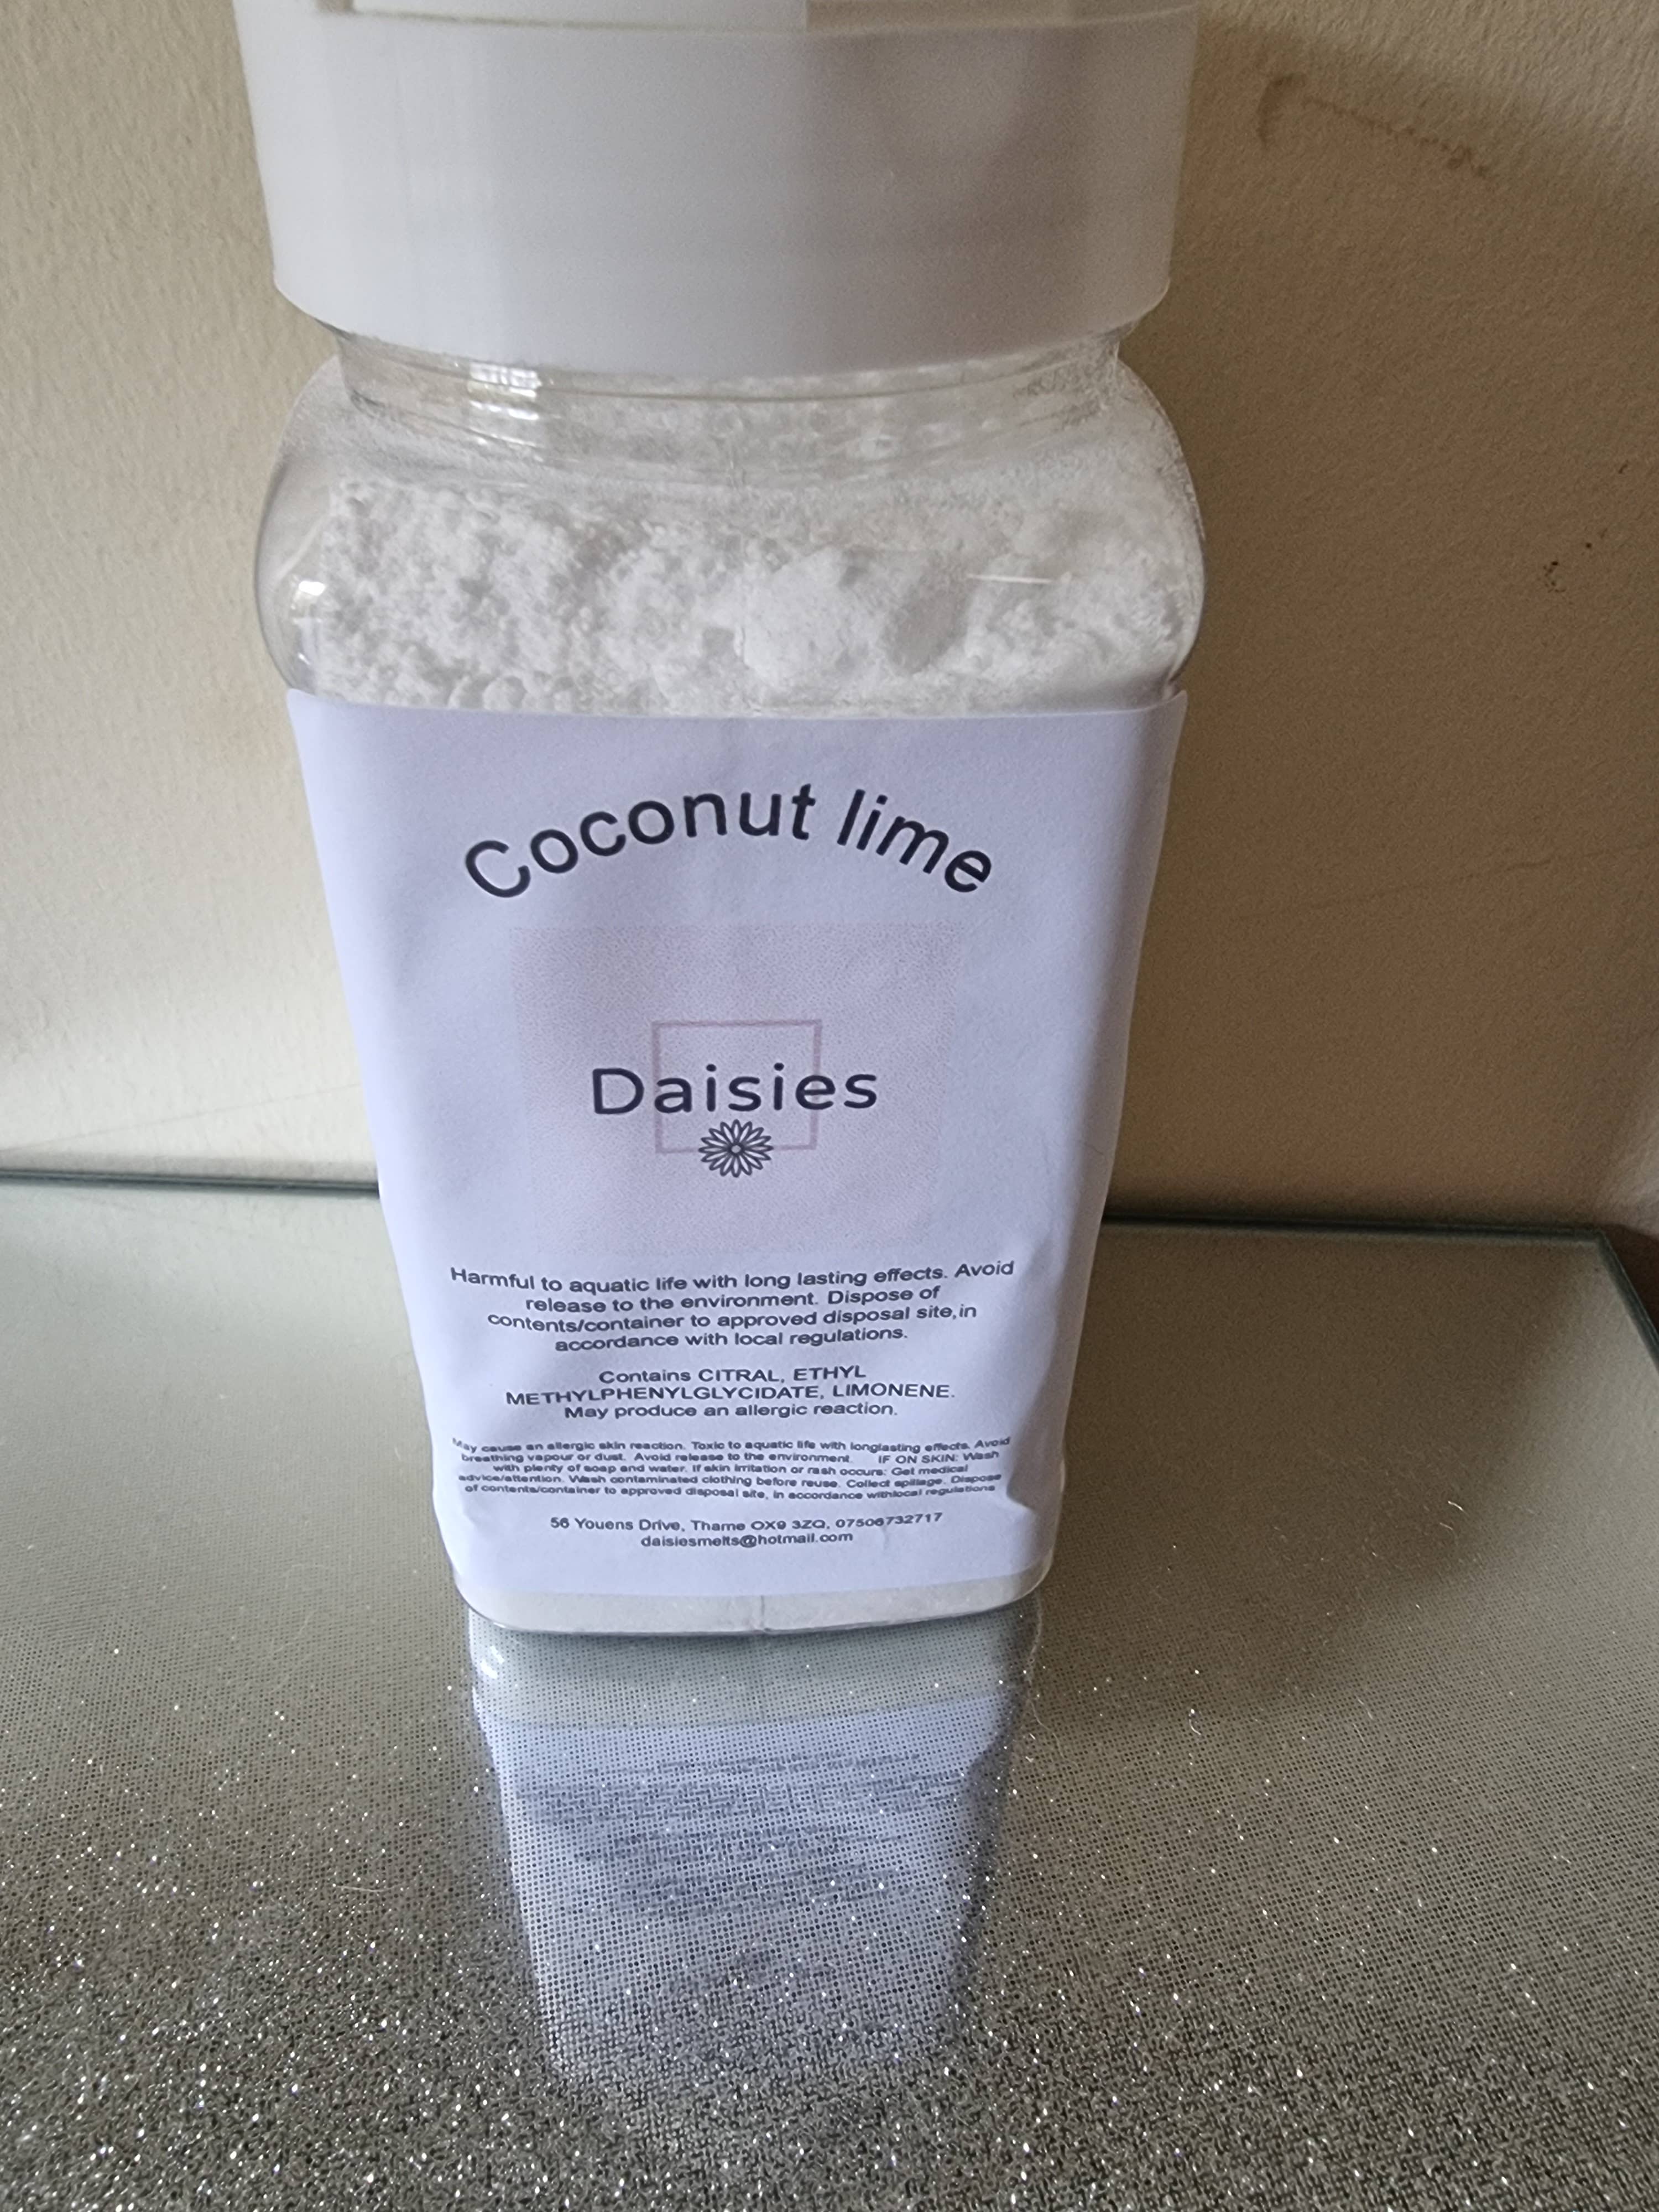 Coconut lime
Daisies
Harmful to aquatic life with long lasting effects. Avoid
release to the environment. Dispose of
contents/container to approved disposal site,in
accordance with local regulations.
Contains CITRAL, ETHYL
METHYLPHENYLGLYCIDATE, LIMONENE.
May produce an allergic reaction.
May cause an allergic skin reaction. Toxic to aquatic life with longlasting effects. Avoid
breathing vapour or dust. Avoid release to the environment. IF ON SKIN: Wash
with plenty of soap and water. If skin irritation or rash occurs: Get medical
advice/attention. Wash contaminated clothing before reuse. Collect spillage. Dispose
of contents/container to approved disposal site, in accordance withlocal regulations
56 Youens Drive, Thame OX9 3ZQ, 07506732717
daisiesmelts@hotmail.com